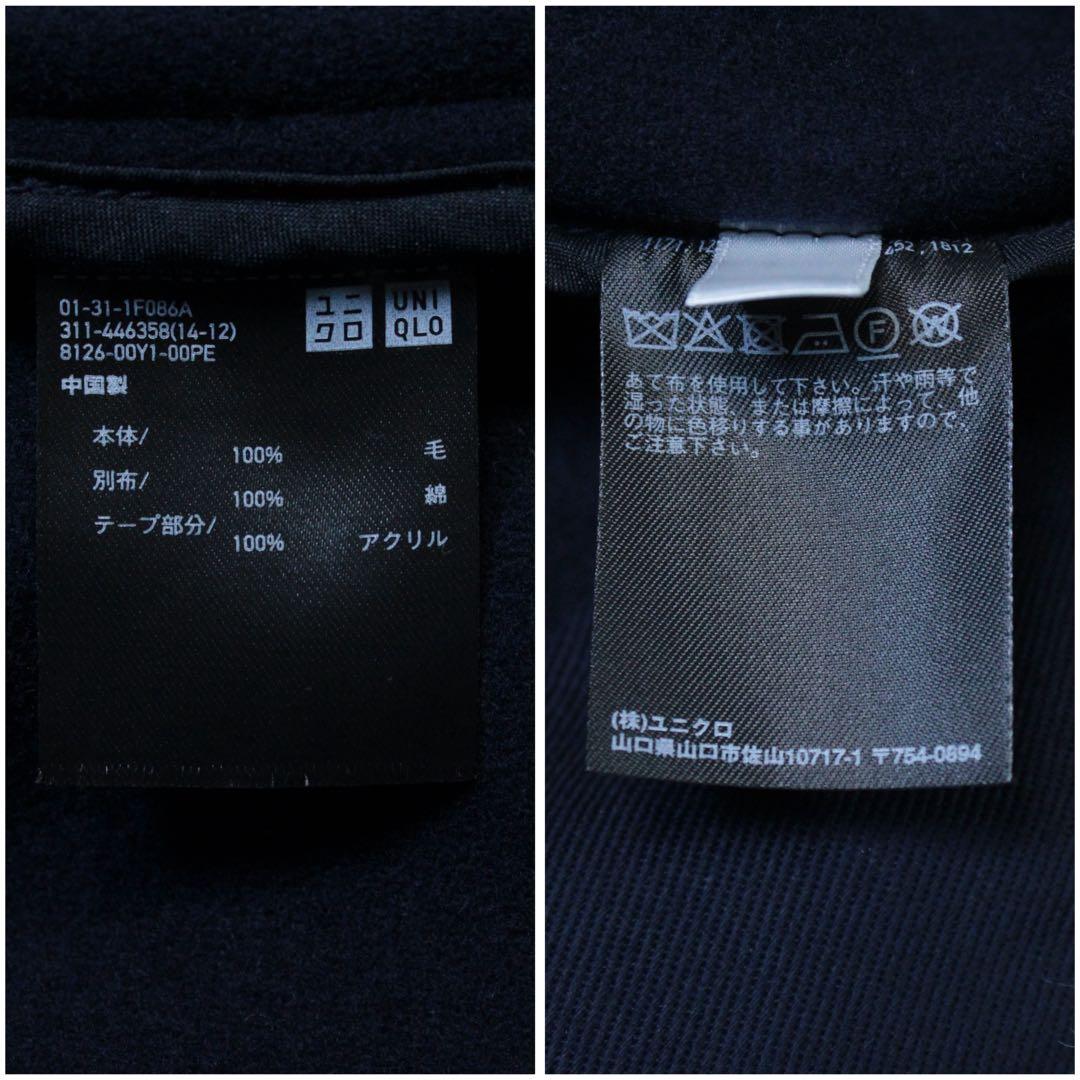 01-31-1F086A
311-446358(14-12)
8126-00Y1-00PE
ユニクロ
UNIQLO
中国製
本体/
100% 毛
別布/
100% 綿
テープ部分/
100% アクリル
F
W
あて布を使用して下さい。汗や雨等で
湿った状態、または摩擦によって、他
の物に色移りする事がありますので、
ご注意下さい。
(株)ユニクロ
山口県山口市佐山10717-1 〒754-0894